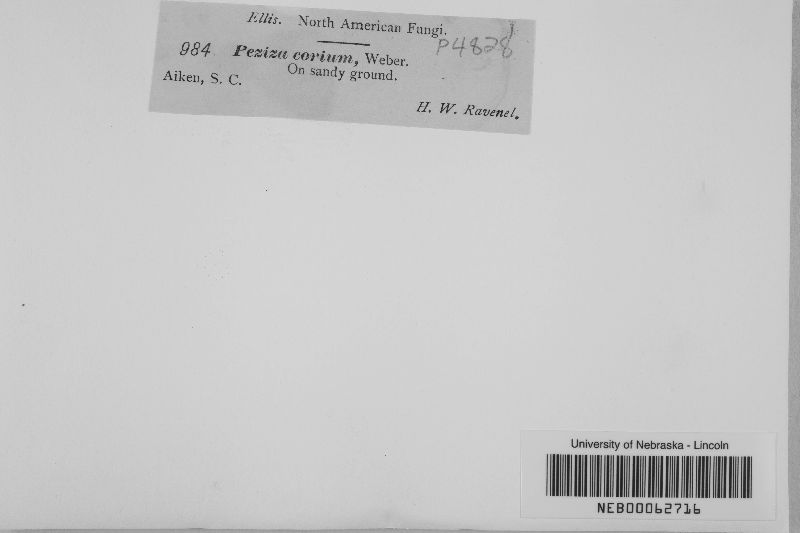 Ellis. North American Fungi.
P4828
984 Peziza corium, Weber.
On sandy ground.
Aiken, S. C.
H. W. Ravenel.
University of Nebraska - Lincoln
NEB00062716